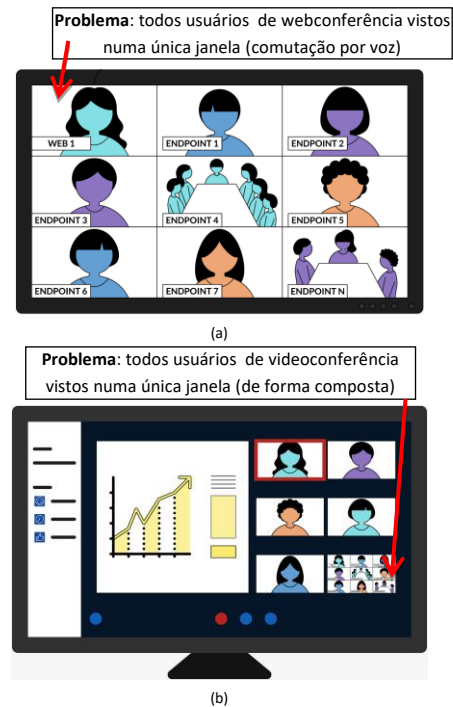 Problema: todos usuários de webconferência vistos
numa única janela (comutação por voz)
WEB 1
ENDPOINT 1
ENDPOINT 2
ENDPOINT 3
ENDPOINT 4
ENDPOINT 5
ENDPOINT 6
ENDPOINT 7
ENDPOINT N
(a)
Problema: todos usuários de videoconferência
vistos numa única janela (de forma composta)
(b)